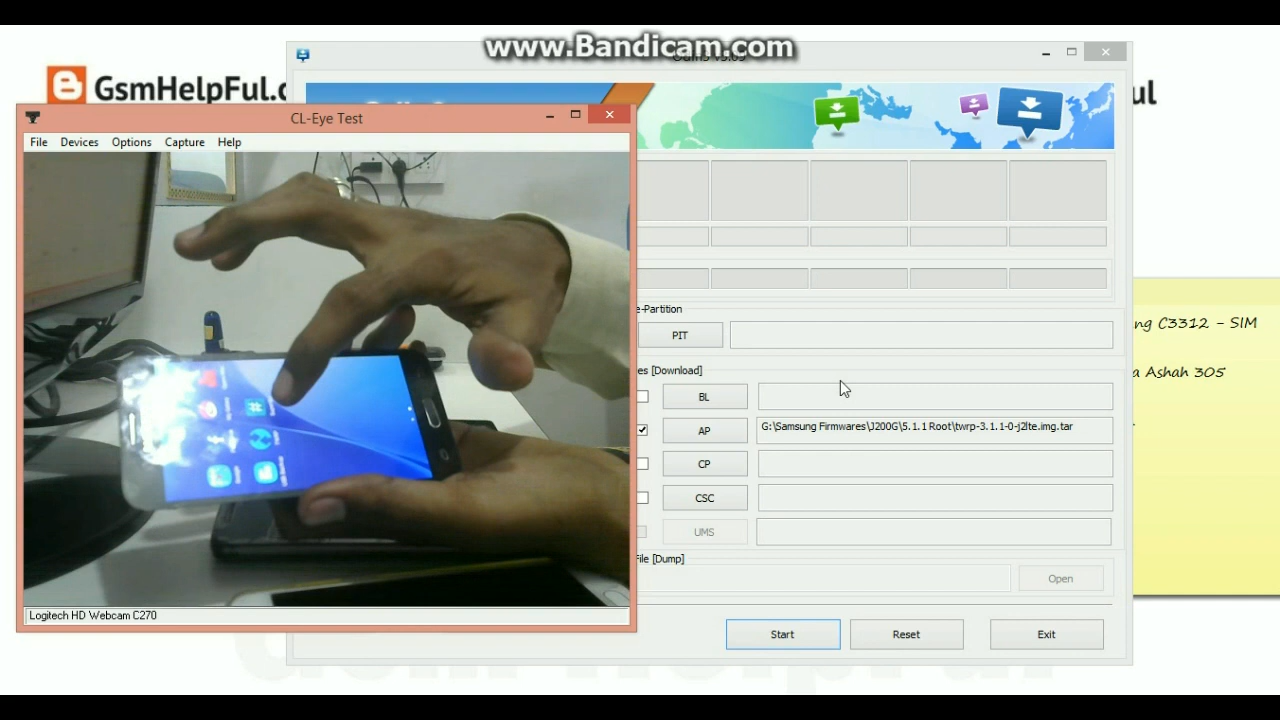 www.Bandicam.com
GsmHelpFul.c
ul
CL-Eye Test
File Devices Options Capture Help
e-Partition
PIT
ng C3312 - SIM
a Ashah 305
es [Download]
BL
AP G:\Samsung Firmwares\J200G\5.1.1 Root\twrp-3.1.1-0-j2lte.img.tar
CP
CSC
UMS
File [Dump]
Open
Logitech HD Webcam C270
Start Reset Exit